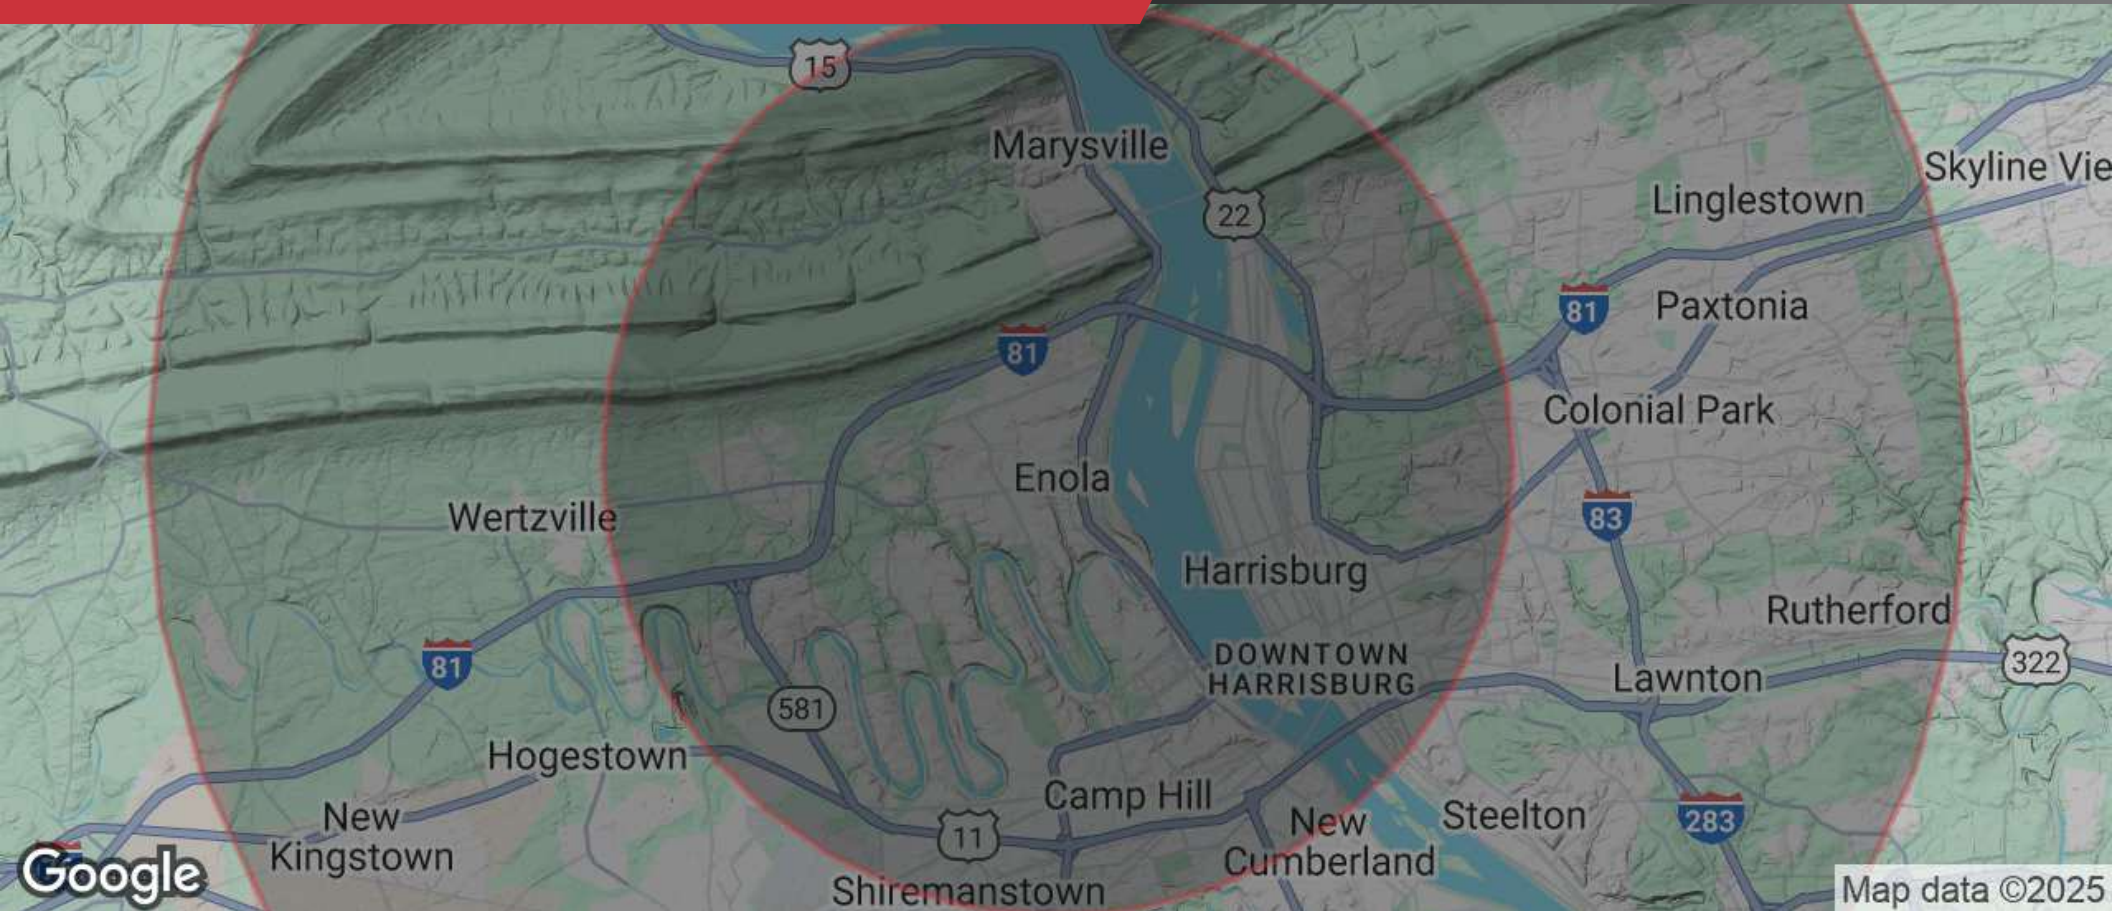 15
Marysville
Skyline Vie
Linglestown
22
81
Paxtonia
81
Colonial Park
Enola
Wertzville
83
Harrisburg
Rutherford
DOWNTOWN
HARRISBURG
81
322
Lawnton
581
Hogestown
Camp Hill
New
Kingstown
New
Cumberland
Steelton
283
11
Shiremanstown
Google
Map data ©2025